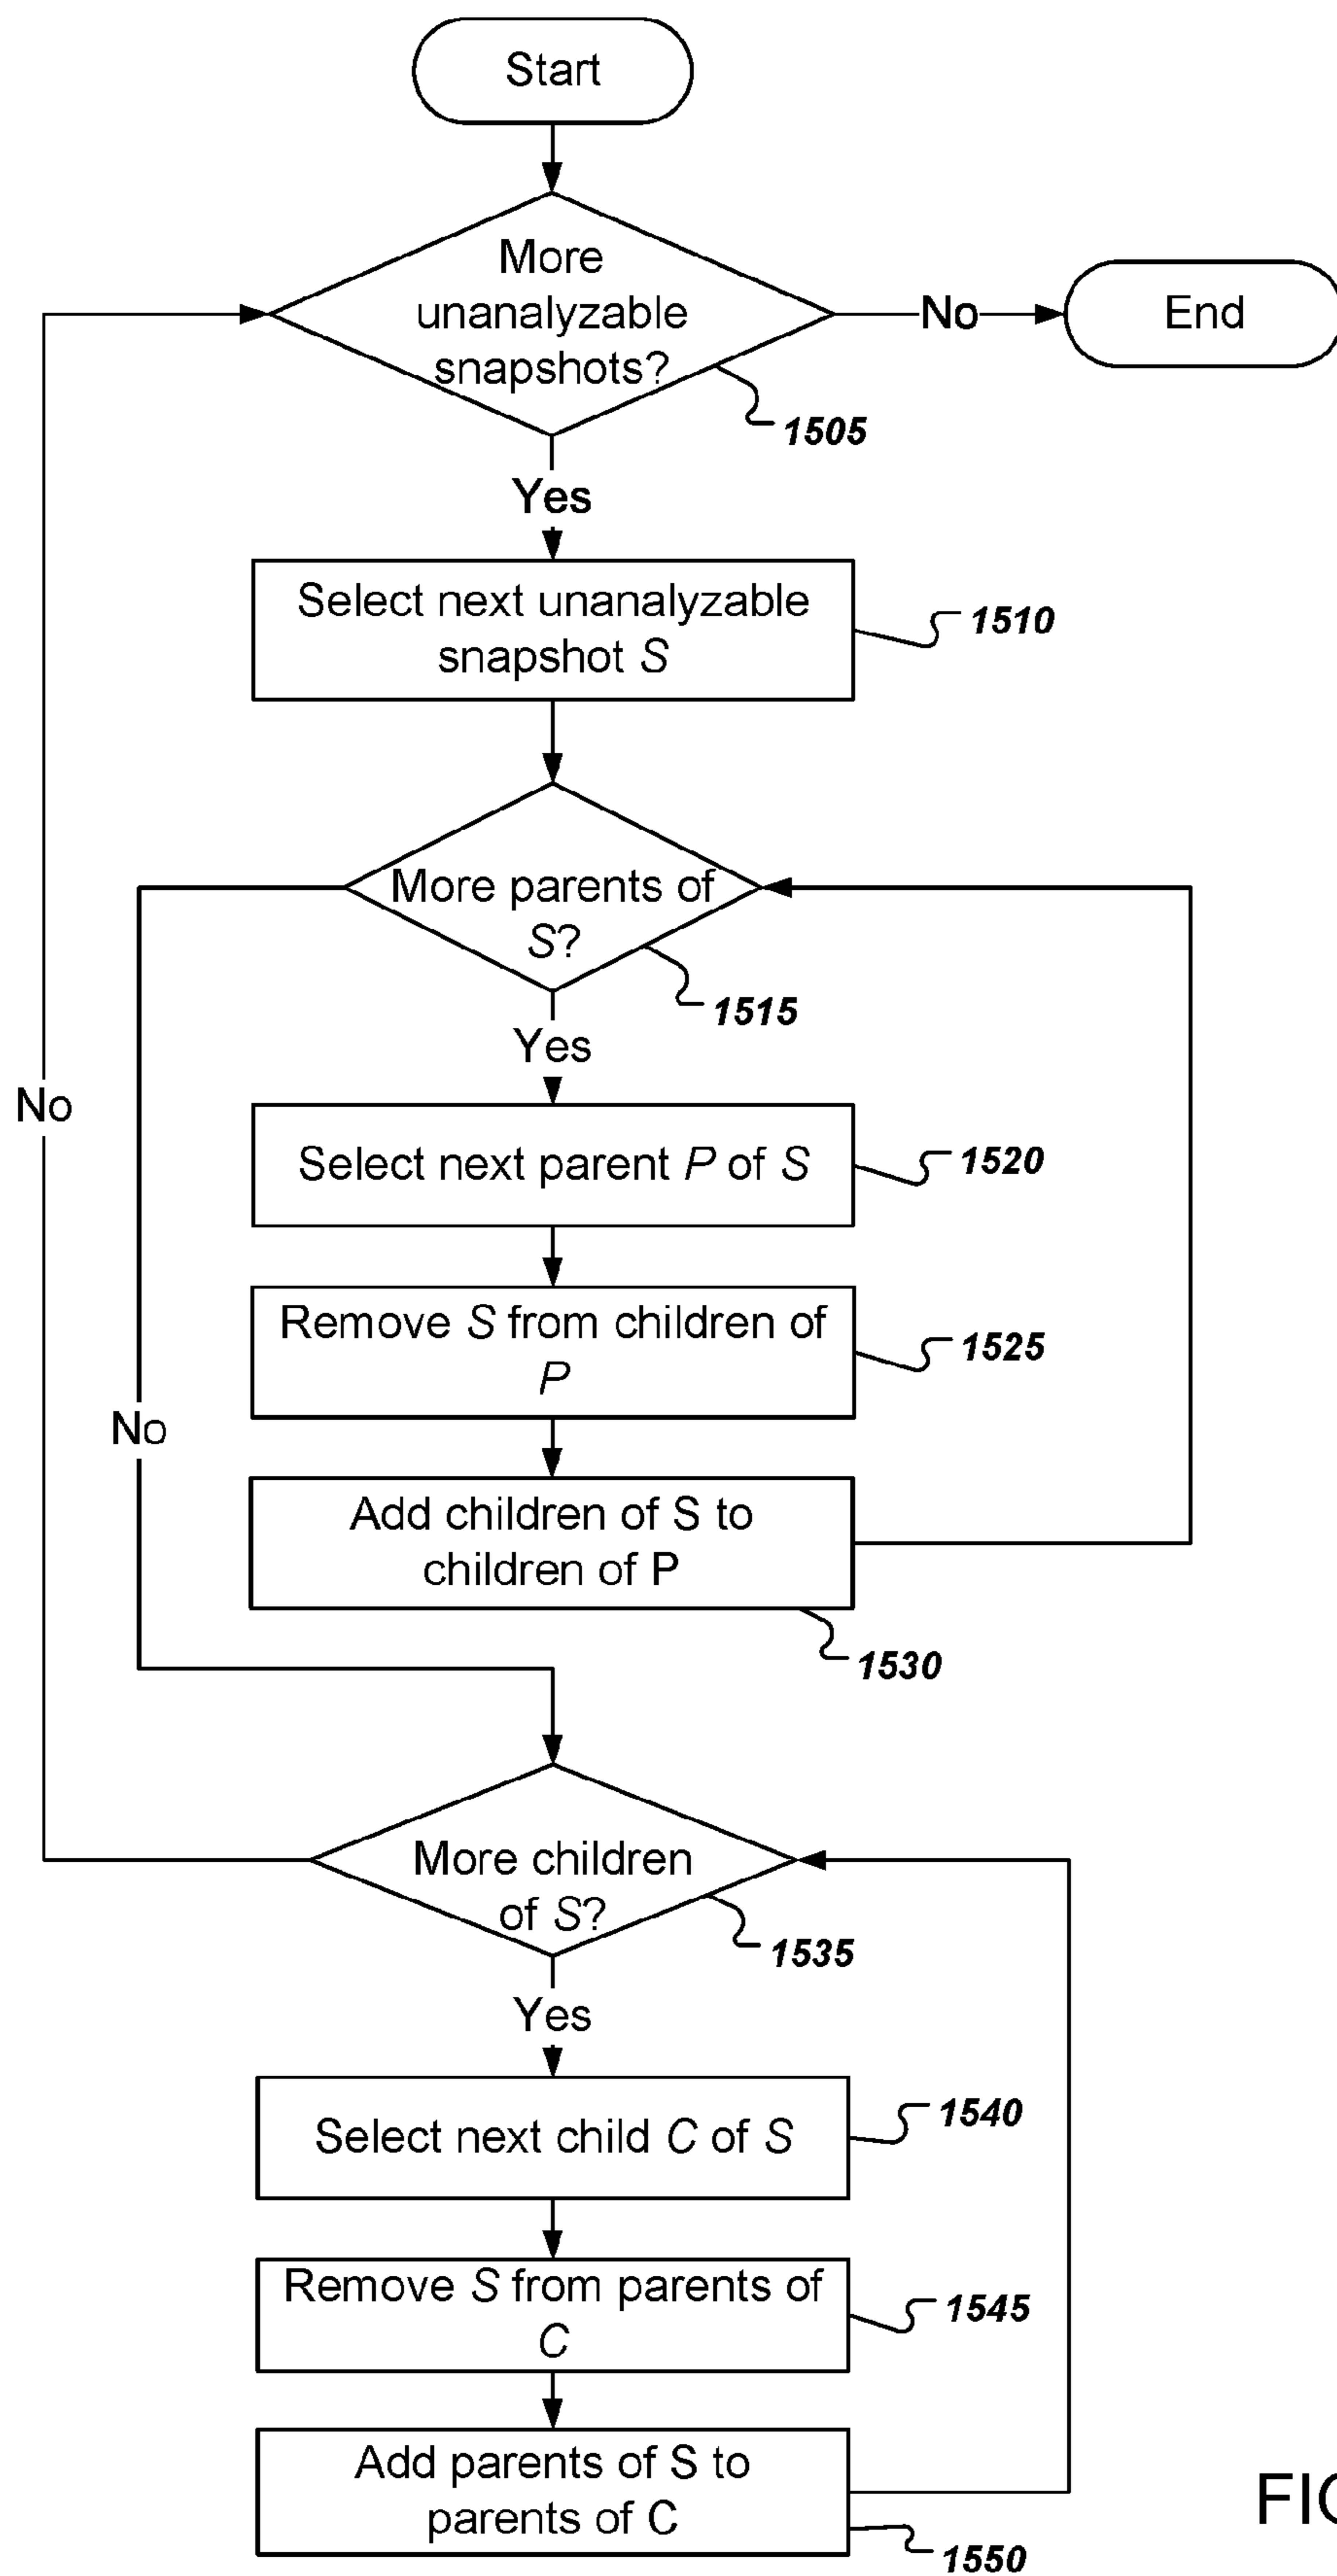 Start
More
unanalyzable
snapshots?
No
End
1505
Yes
Select next unanalyzable
snapshot S
1510
More parents of
S?
1515
Yes
No
Select next parent P of S
1520
Remove S from children of
P
1525
No
Add children of S to
children of P
1530
More children
of S?
1535
Yes
Select next child C of S
1540
Remove S from parents of
C
1545
Add parents of S to
parents of C
1550